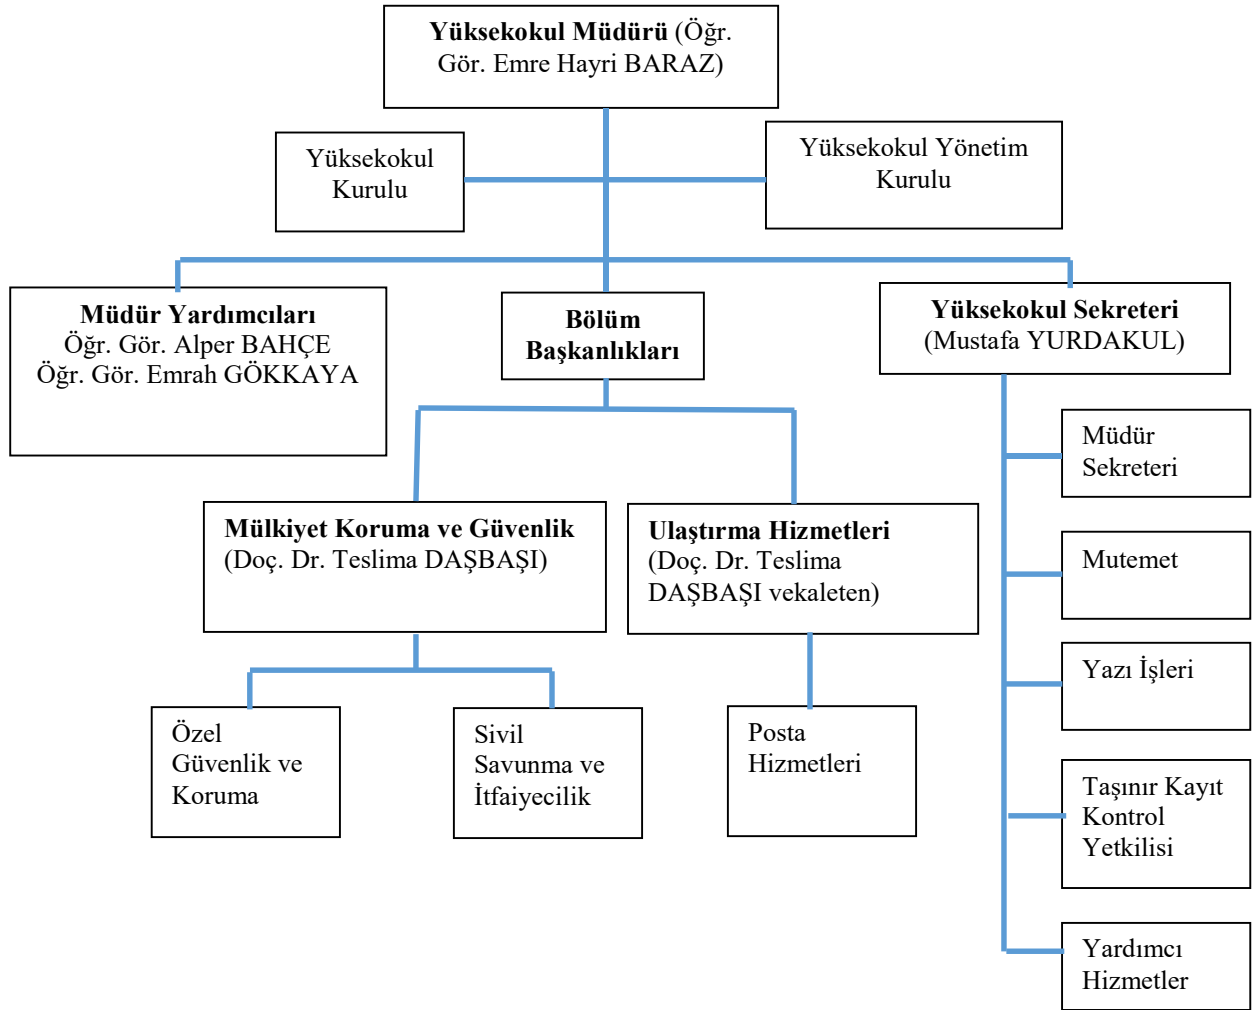 Yüksekokul Müdürü (Öğr.
Gör. Emre Hayri BARAZ)
Yüksekokul
Kurulu
Yüksekokul Yönetim
Kurulu
Müdür Yardımcıları
Öğr. Gör. Alper BAHÇE
Öğr. Gör. Emrah GÖKKAYA
Bölüm
Başkanlıkları
Yüksekokul Sekreteri
(Mustafa YURDAKUL)
Müdür
Sekreteri
Mutemet
Yazı İşleri
Taşınır Kayıt
Kontrol
Yetkilisi
Yardımcı
Hizmetler
Mülkiyet Koruma ve Güvenlik
(Doç. Dr. Teslima DAŞBAŞI)
Ulaştırma Hizmetleri
(Doç. Dr. Teslima
DAŞBAŞI vekaleten)
Özel
Güvenlik ve
Koruma
Sivil
Savunma ve
İtfaiyecilik
Posta
Hizmetleri